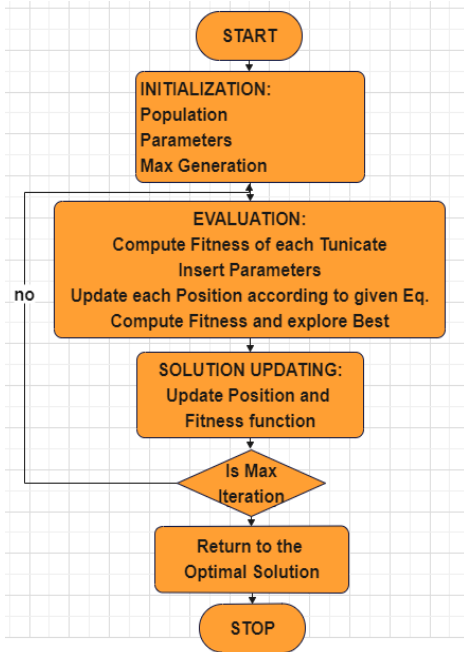 START
INITIALIZATION:
Population
Parameters
Max Generation
EVALUATION:
Compute Fitness of each Tunicate
Insert Parameters
Update each Position according to given Eq.
Compute Fitness and explore Best
no
SOLUTION UPDATING:
Update Position and
Fitness function
Is Max
Iteration
Return to the
Optimal Solution
STOP